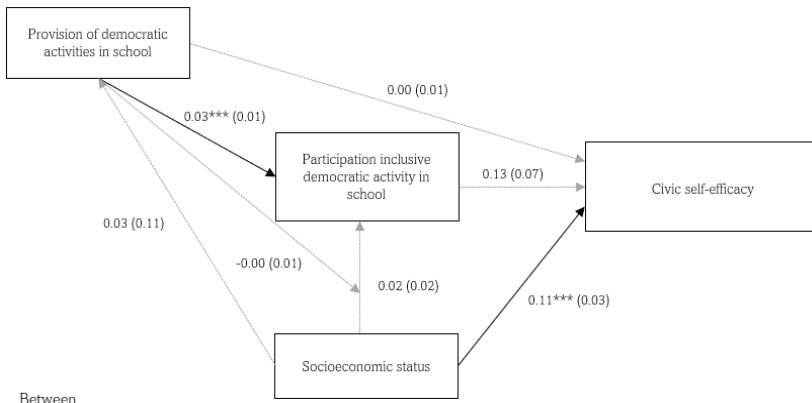 Provision of democratic
activities in school
0.00 (0.01)
0.03*** (0.01)
Participation inclusive
democratic activity in
school
0.13 (0.07)
Civic self-efficacy
0.03 (0.11)
-0.00 (0.01)
0.02 (0.02)
0.11*** (0.03)
Socioeconomic status
Between